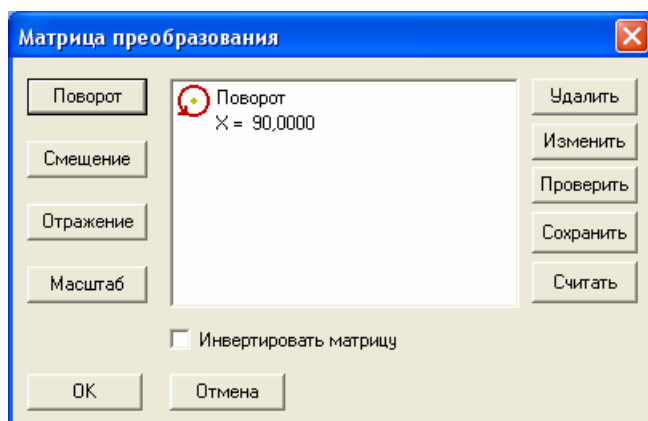 Матрица преобразования
Поворот
Смещение
Отражение
Масштаб
Поворот
X = 90,0000
Удалить
Изменить
Проверить
Сохранить
Считать
Инвертировать матрицу
OK
Отмена